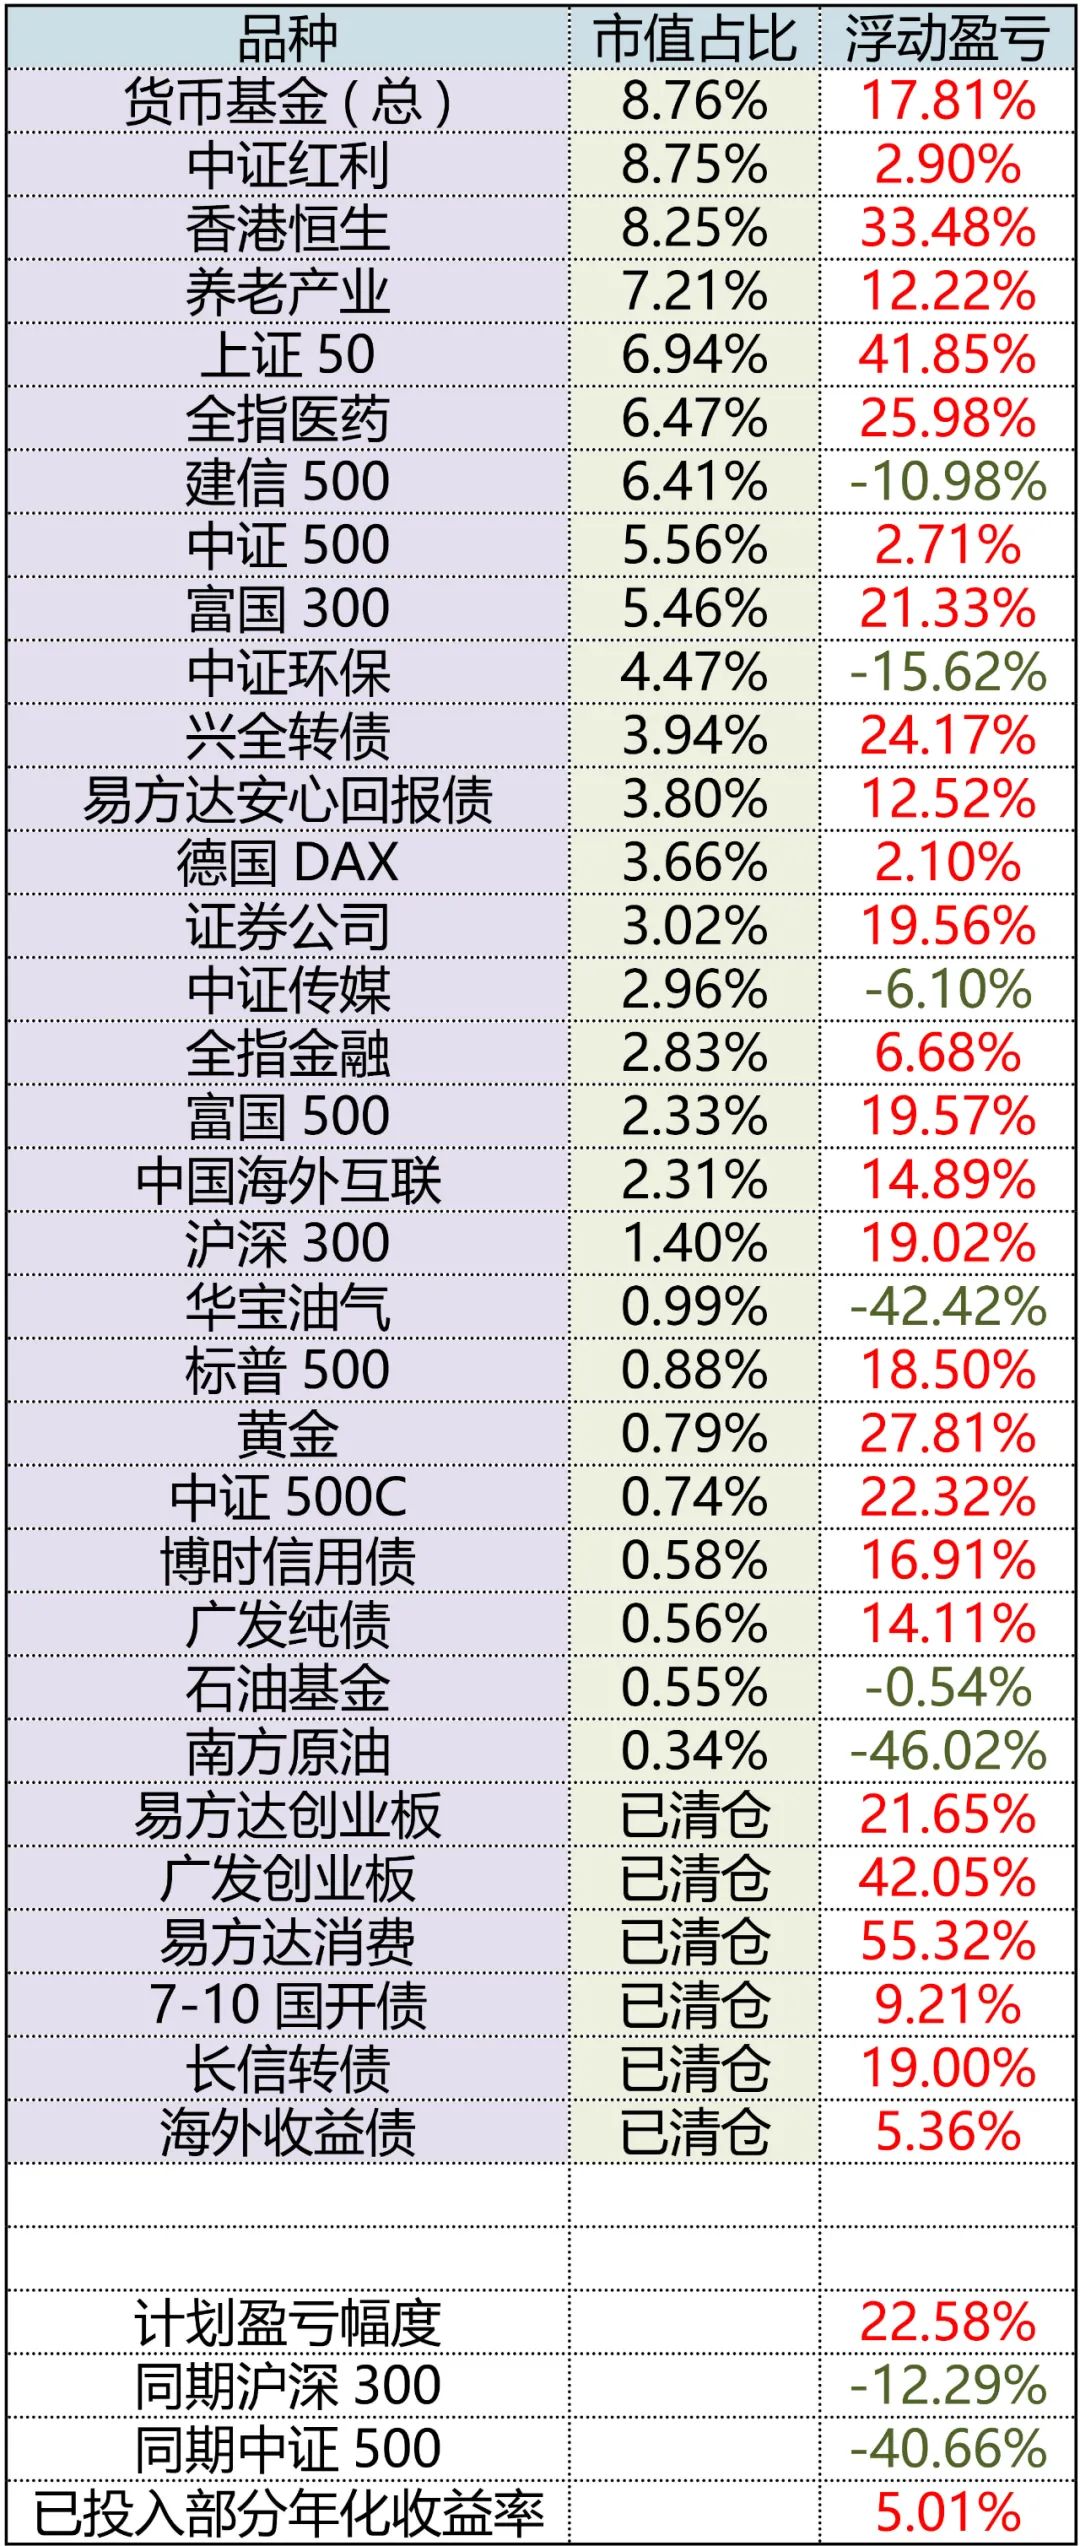 品种 市值占比 浮动盈亏
货币基金(总) 8.76% 17.81%
中证红利 8.75% 2.90%
香港恒生 8.25% 33.48%
养老产业 7.21% 12.22%
上证 50 6.94% 41.85%
全指医药 6.47% 25.98%
建信 500 6.41% -10.98%
中证 500 5.56% 2.71%
富国 300 5.46% 21.33%
中证环保 4.47% -15.62%
兴全转债 3.94% 24.17%
易方达安心回报债 3.80% 12.52%
德国 DAX 3.66% 2.10%
证券公司 3.02% 19.56%
中证传媒 2.96% -6.10%
全指金融 2.83% 6.68%
富国 500 2.33% 19.57%
中国海外互联 2.31% 14.89%
沪深 300 1.40% 19.02%
华宝油气 0.99% -42.42%
标普 500 0.88% 18.50%
黄金 0.79% 27.81%
中证 500C 0.74% 22.32%
博时信用债 0.58% 16.91%
广发纯债 0.56% 14.11%
石油基金 0.55% -0.54%
南方原油 0.34% -46.02%
易方达创业板 已清仓 21.65%
广发创业板 已清仓 42.05%
易方达消费 已清仓 55.32%
7-10 国开债 已清仓 9.21%
长信转债 已清仓 19.00%
海外收益债 已清仓 5.36%
计划盈亏幅度 22.58%
同期沪深 300 -12.29%
同期中证 500 -40.66%
已投入部分年化收益率 5.01%